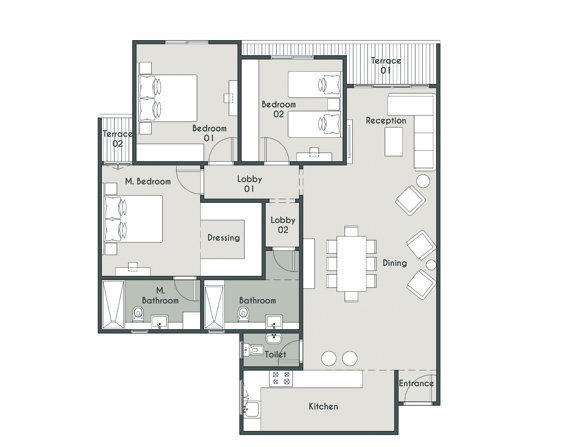 Terrace
01
Bedroom
01
Bedroom
02
Reception
Terrace
02
M. Bedroom
Lobby
01
Lobby
02
Dressing
Dining
M.
Bathroom
Bathroom
Toilet
Entrance
Kitchen